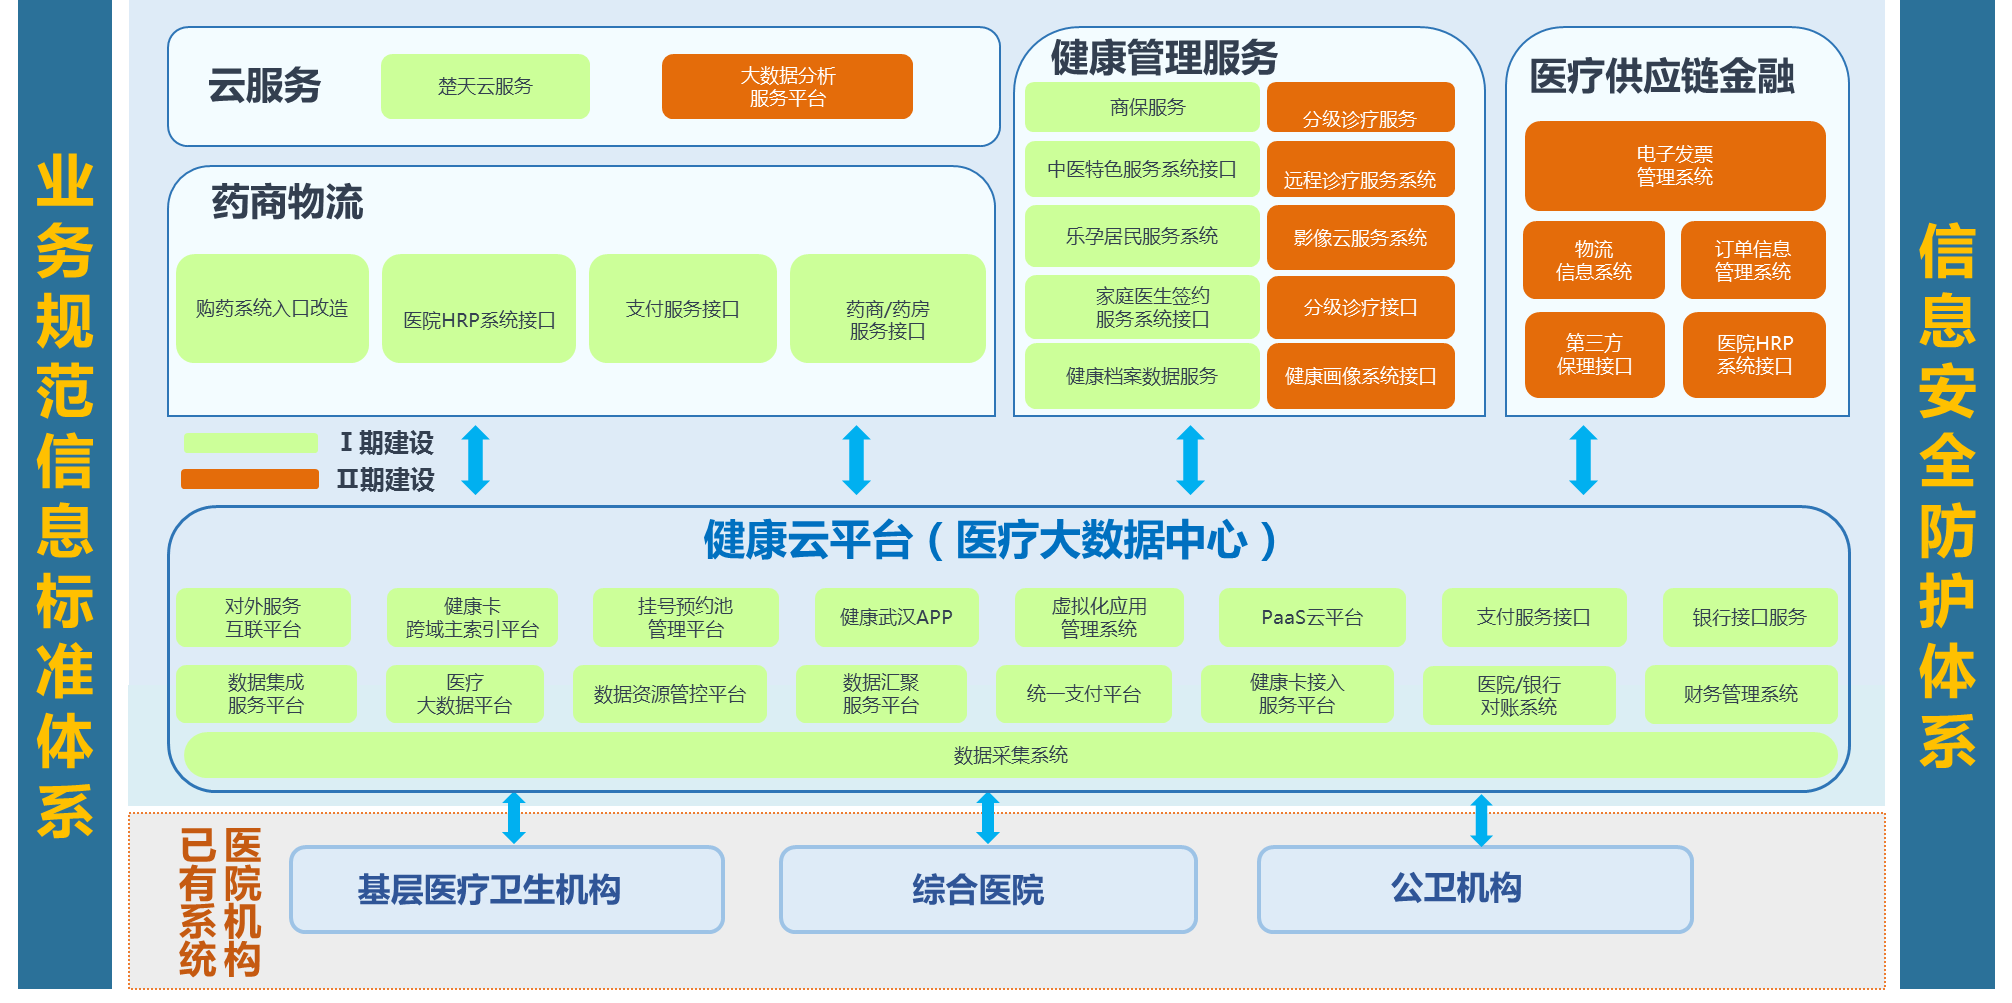 业务规范信息标准体系
云服务
楚天云服务
大数据分析
服务平台
药商物流
购药系统入口改造
医院HRP系统接口
支付服务接口
药商/药房
服务接口
健康管理服务
商保服务
分级诊疗服务
中医特色服务系统接口
远程诊疗服务系统
乐孕居民服务系统
影像云服务系统
家庭医生签约
服务系统接口
分级诊疗接口
健康档案数据服务
健康画像系统接口
医疗供应链金融
电子发票
管理系统
物流
信息系统
订单信息
管理系统
第三方
保理接口
医院HRP
系统接口
Ⅰ期建设
Ⅱ期建设
健康云平台（医疗大数据中心）
对外服务
互联平台
健康卡
跨域主索引平台
挂号预约池
管理平台
健康武汉APP
虚拟化应用
管理系统
PaaS云平台
支付服务接口
银行接口服务
数据集成
服务平台
医疗
大数据平台
数据资源管控平台
数据汇聚
服务平台
统一支付平台
健康卡接入
服务平台
医院/银行
对账系统
财务管理系统
数据采集系统
医院机构
已有系统
基层医疗卫生机构
综合医院
公卫机构
信息安全防护体系